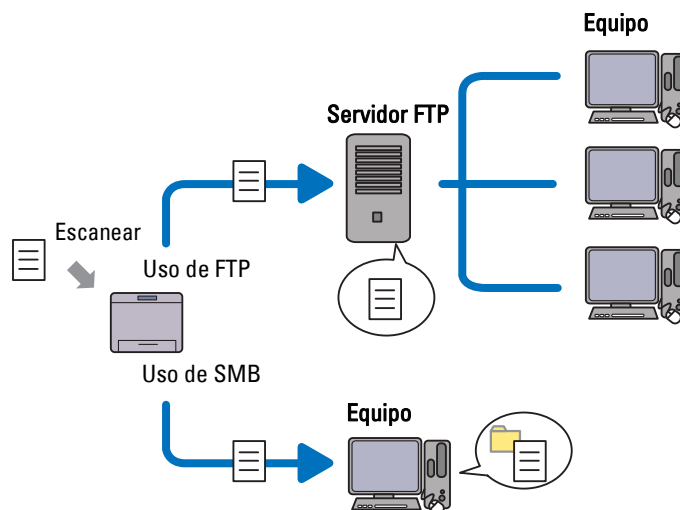 Equipo
Servidor FTP
Escanear
Uso de FTP
Uso de SMB
Equipo